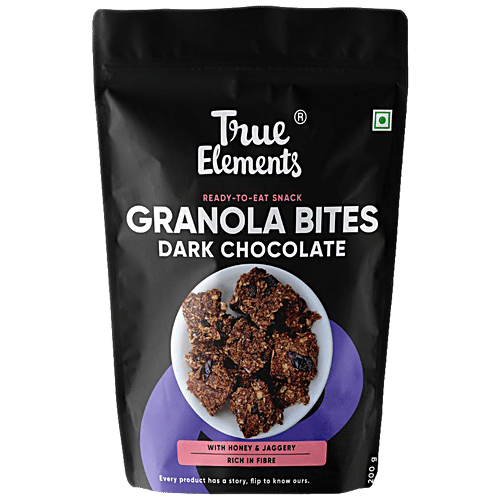 True ®
Elements
READY-TO-EAT SNACK
GRANOLA BITES
DARK CHOCOLATE
WITH HONEY & JAGGERY
RICH IN FIBRE
Every product has a story, flip to know ours.
200 g